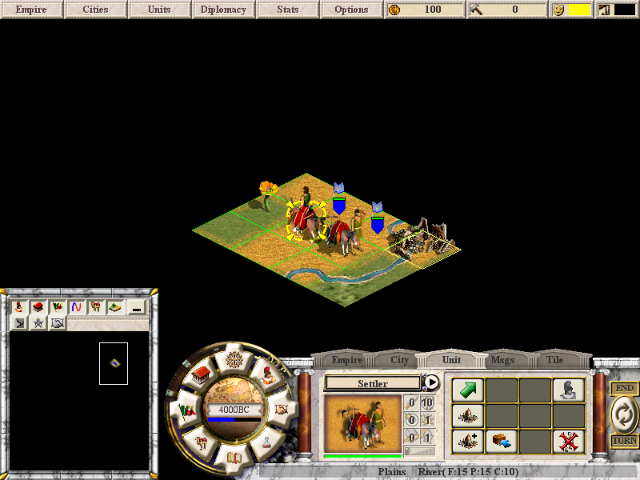 Empire Cities Units Diplomacy Stats Options 100 0
Empire City Unit Msgs Tile
Settler
0 10
0 3
0 1
4000BC
END
TURN
Plains River( F:15 P:15 C:10)